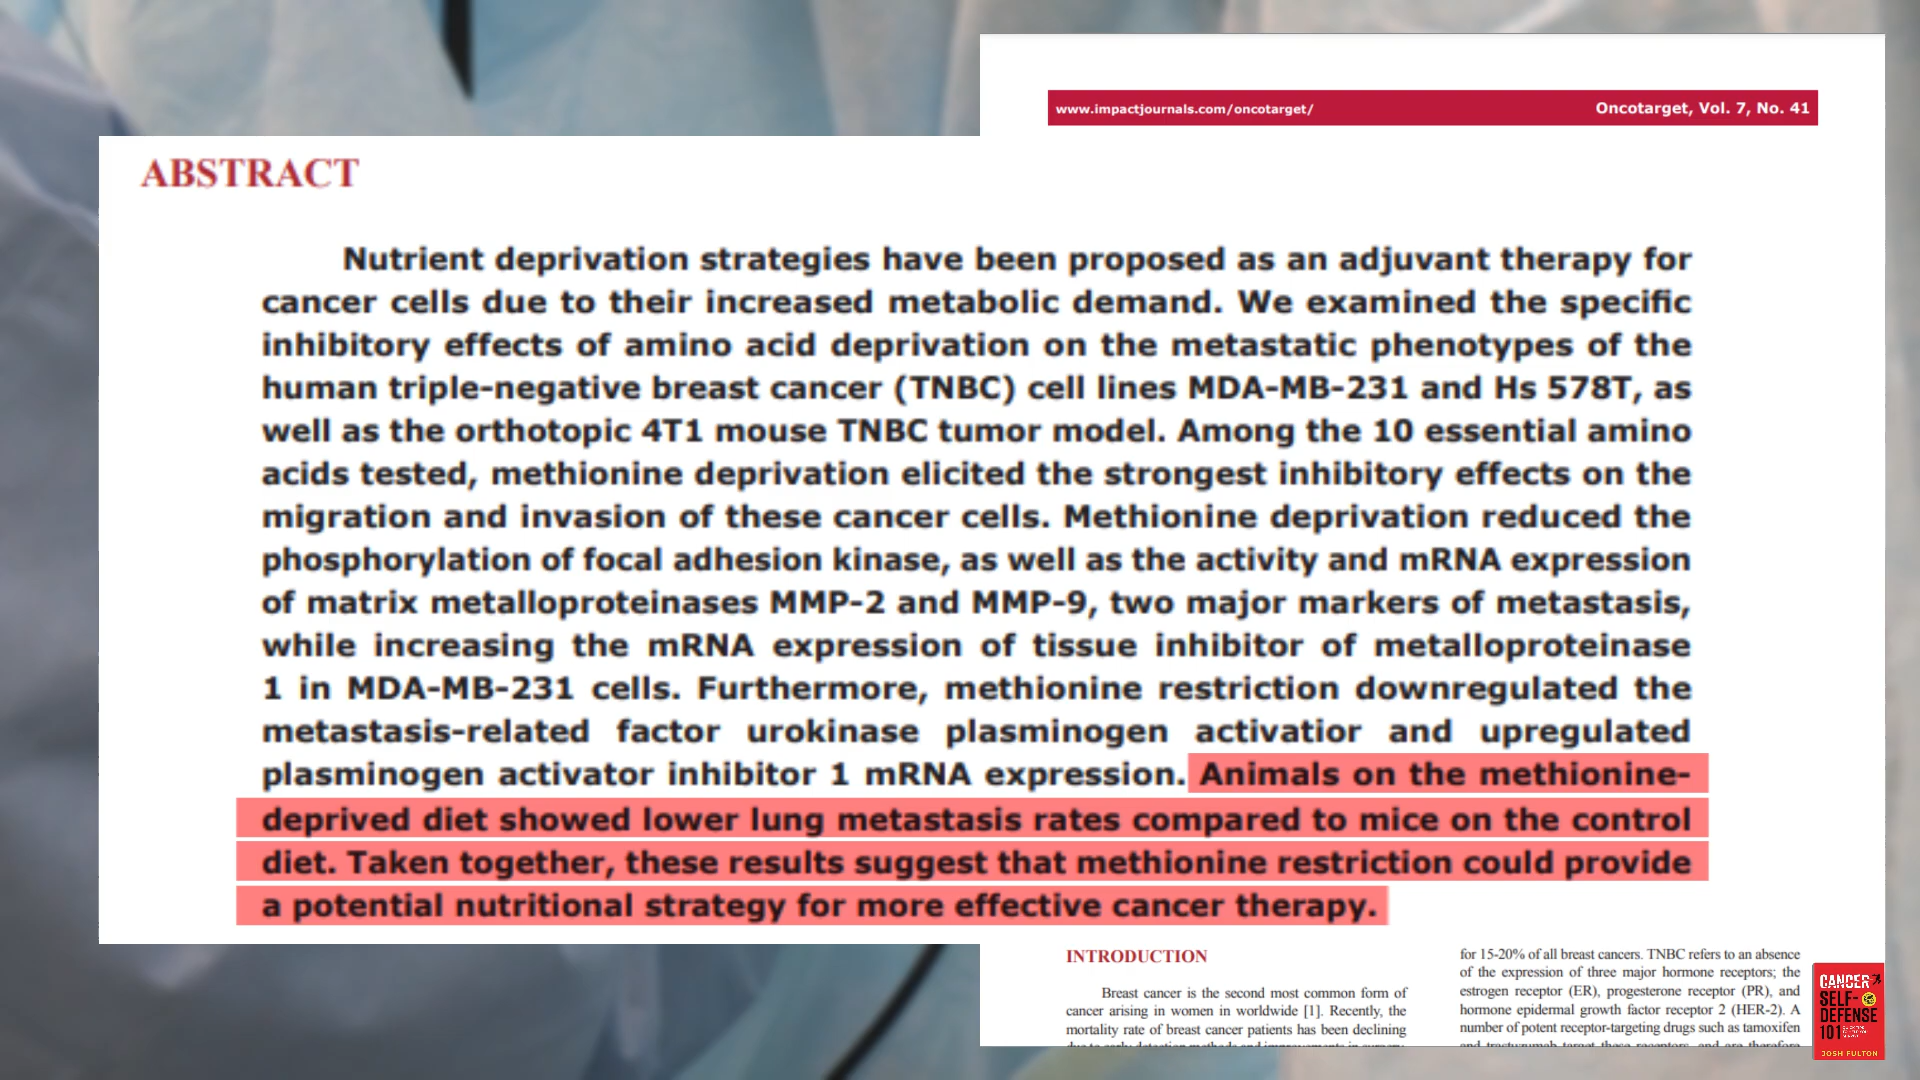 www.impactjournals.com/oncotarget/
Oncotarget, Vol. 7, No. 41
ABSTRACT
Nutrient deprivation strategies have been proposed as an adjuvant therapy for
cancer cells due to their increased metabolic demand. We examined the specific
inhibitory effects of amino acid deprivation on the metastatic phenotypes of the
human triple-negative breast cancer (TNBC) cell lines MDA-MB-231 and Hs 578T, as
well as the orthotopic 4T1 mouse TNBC tumor model. Among the 10 essential amino
acids tested, methionine deprivation elicited the strongest inhibitory effects on the
migration and invasion of these cancer cells. Methionine deprivation reduced the
phosphorylation of focal adhesion kinase, as well as the activity and mRNA expression
of matrix metalloproteinases MMP-2 and MMP-9, two major markers of metastasis,
while increasing the mRNA expression of tissue inhibitor of metalloproteinase
1 in MDA-MB-231 cells. Furthermore, methionine restriction downregulated the
metastasis-related factor urokinase plasminogen activatior and upregulated
plasminogen activator inhibitor 1 mRNA expression. Animals on the methionine-
deprived diet showed lower lung metastasis rates compared to mice on the control
diet. Taken together, these results suggest that methionine restriction could provide
a potential nutritional strategy for more effective cancer therapy.
INTRODUCTION
Breast cancer is the second most common form of
cancer arising in women in worldwide [1]. Recently, the
mortality rate of breast cancer patients has been declining
for 15-20% of all breast cancers. TNBC refers to an absence
of the expression of three major hormone receptors; the
estrogen receptor (ER), progesterone receptor (PR), and
hormone epidermal growth factor receptor 2 (HER-2). A
number of potent receptor-targeting drugs such as tamoxifen
CANCER
SELF-
DEFENSE
101
JOSH FULTON